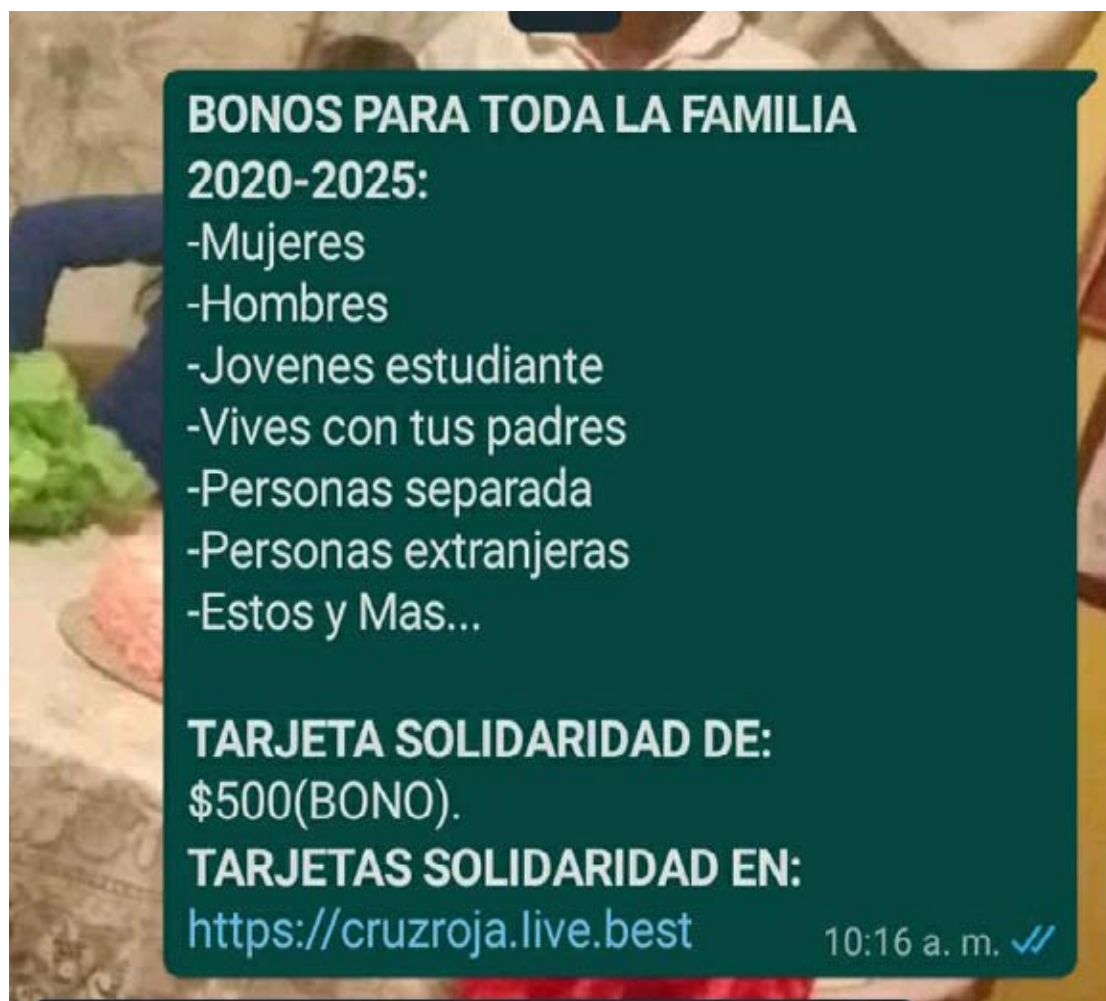 BONOS PARA TODA LA FAMILIA
2020-2025:
-Mujeres
-Hombres
-Jovenes estudiante
-Vives con tus padres
-Personas separada
-Personas extranjeras
-Estos y Mas...
TARJETA SOLIDARIDAD DE:
$500(BONO).
TARJETAS SOLIDARIDAD EN:
https://cruzroja.live.best
10:16 a. m.